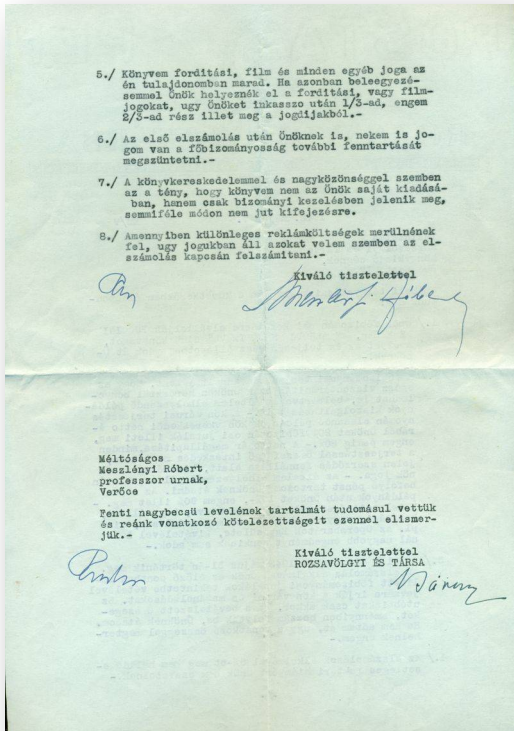 5./ Könyvem forditási, film és minden egyéb joga az
én tulajdonomban marad. Ha azonban beleegyezé-
semmel Önök helyeznék el a forditási, vagy film-
jogokat, ugy Önöket inkasszo után 1/3-ad, engem
2/3-ad rész illet meg a jogdijakból.-
6./ Az első elszámolás után Önöknek is, nekem is jo-
gom van a főbizományosság további fenntartását
megszüntetni.-
7./ A könyvkereskedelemmel és nagyközönséggel szemben
az a tény, hogy könyvem nem az Önök saját kiadásá-
ban, hanem csak bizományi kezelésben jelenik meg,
semmiféle módon nem jut kifejezésre.
8./ Amennyiben különleges reklámköltségek merülnének
fel, ugy jogukban áll azokat velem szemben az el-
számolás kapcsán felszámitani.-
Kiváló tisztelettel
Méltóságos
Meszlényi Róbert
professzor urnak,
Verőce
Fenti nagybecsü levelének tartalmát tudomásul vettük
és reánk vonatkozó kötelezettségeit ezennel elismer-
jük.-
Kiváló tisztelettel
ROZSAVÖLGYI ÉS TÁRSA